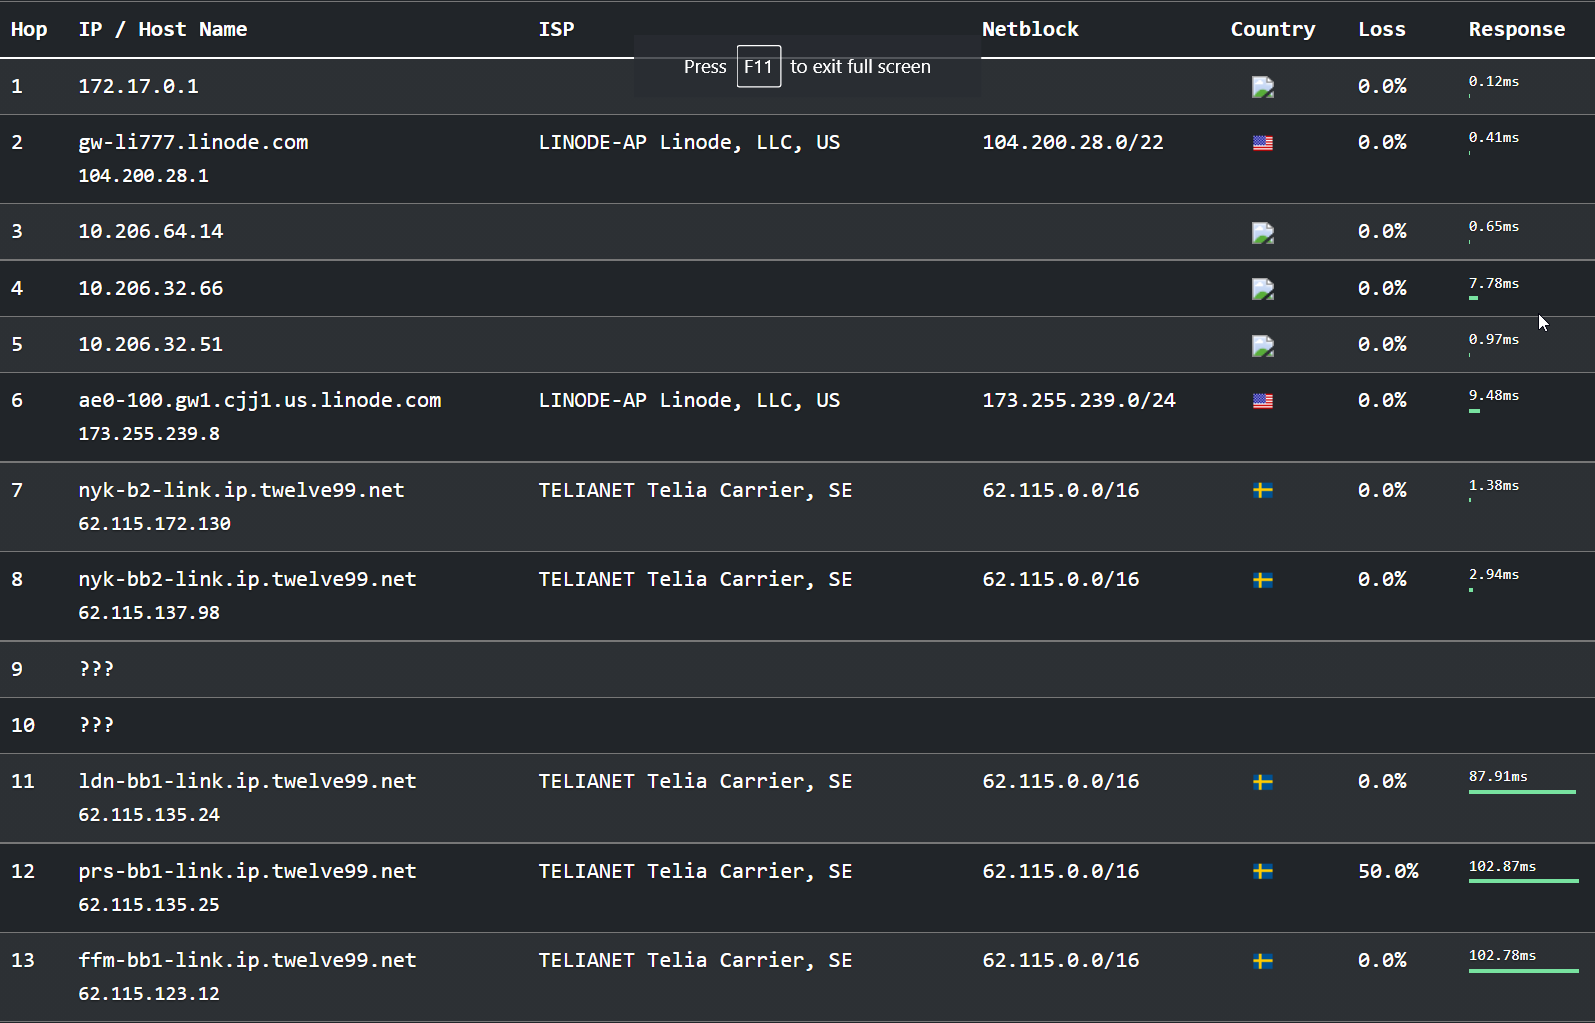 Hop IP / Host Name ISP Netblock Country Loss Response
Press F11 to exit full screen
1 172.17.0.1 0.0% 0.12ms
2 gw-li777.linode.com LINODE-AP Linode, LLC, US 104.200.28.0/22 0.0% 0.41ms
104.200.28.1
3 10.206.64.14 0.0% 0.65ms
4 10.206.32.66 0.0% 7.78ms
5 10.206.32.51 0.0% 0.97ms
6 ae0-100.gw1.cjj1.us.linode.com LINODE-AP Linode, LLC, US 173.255.239.0/24 0.0% 9.48ms
173.255.239.8
7 nyk-b2-link.ip.twelve99.net TELIANET Telia Carrier, SE 62.115.0.0/16 0.0% 1.38ms
62.115.172.130
8 nyk-bb2-link.ip.twelve99.net TELIANET Telia Carrier, SE 62.115.0.0/16 0.0% 2.94ms
62.115.137.98
9 ???
10 ???
11 ldn-bb1-link.ip.twelve99.net TELIANET Telia Carrier, SE 62.115.0.0/16 0.0% 87.91ms
62.115.135.24
12 prs-bb1-link.ip.twelve99.net TELIANET Telia Carrier, SE 62.115.0.0/16 50.0% 102.87ms
62.115.135.25
13 ffm-bb1-link.ip.twelve99.net TELIANET Telia Carrier, SE 62.115.0.0/16 0.0% 102.78ms
62.115.123.12